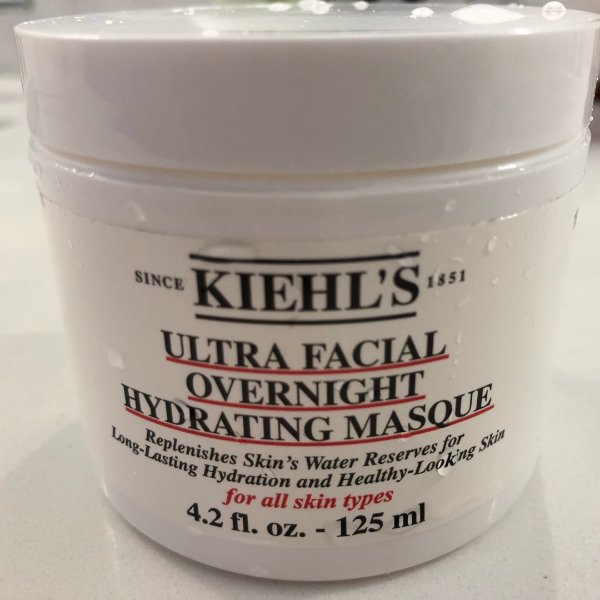 SINCE KIEHL'S 1851
ULTRA FACIAL
OVERNIGHT
HYDRATING MASQUE
Replenishes Skin's Water Reserves for
Long-Lasting Hydration and Healthy-Looking Skin
for all skin types
4.2 fl. oz. - 125 ml